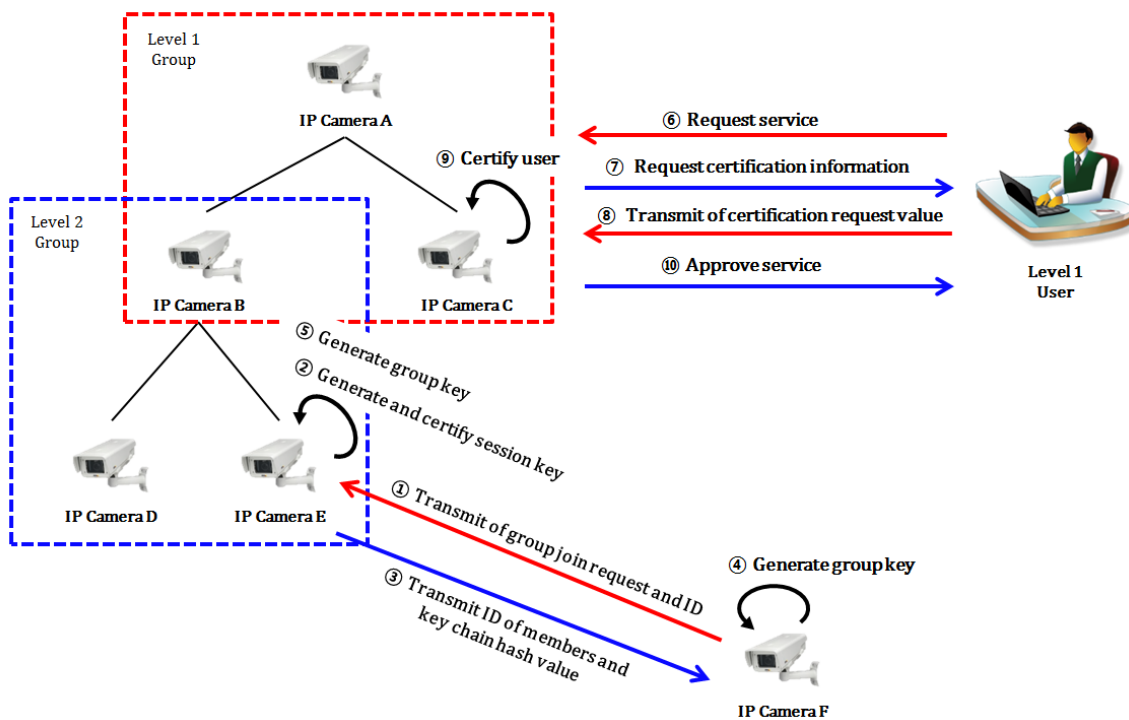 Level 1
Group
IP Camera A
⑥ Request service
⑨ Certify user
⑦ Request certification information
Level 2
Group
⑧ Transmit of certification request value
⑩ Approve service
Level 1
User
IP Camera B
IP Camera C
⑤ Generate group key
② Generate and certify session key
① Transmit of group join request and ID
IP Camera D
IP Camera E
④ Generate group key
③ Transmit ID of members and
key chain hash value
IP Camera F